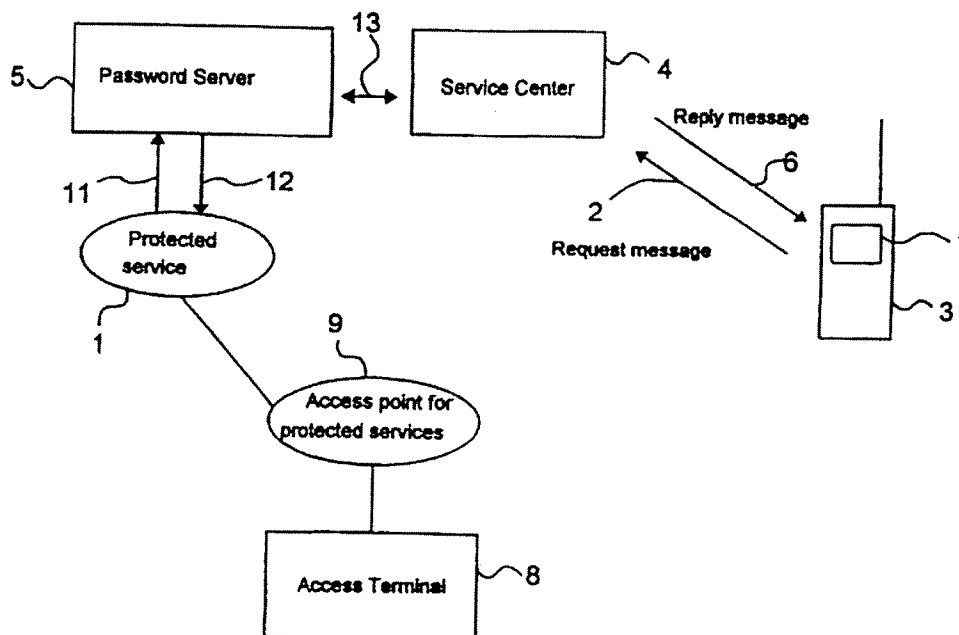 13
5
Password Server
Service Center
4
Reply message
11
12
2
6
Request message
Protected
service
1
3
9
Access point for
protected services
Access Terminal
8